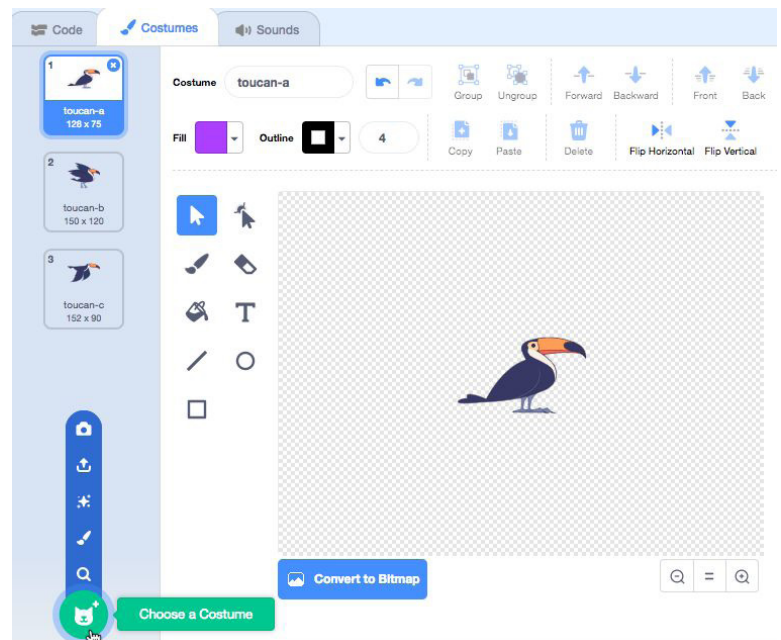 Code
Costumes
Sounds
1
toucan-a
126 x 75
2
toucan-b
150 x 120
3
toucan-c
152 x 90
Costume toucan-a
Group Ungroup Forward Backward Front Back
Fill Outline 4
Copy Paste Delete Flip Horizontal Flip Vertical
T
Convert to Bitmap
=
Choose a Costume